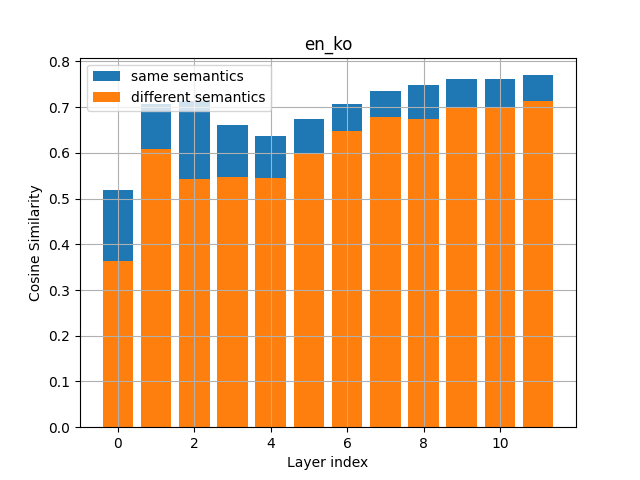 en_ko
same semantics
different semantics
Cosine Similarity
0.8
0.7
0.6
0.5
0.4
0.3
0.2
0.1
0.0
0 2 4 6 8 10
Layer index